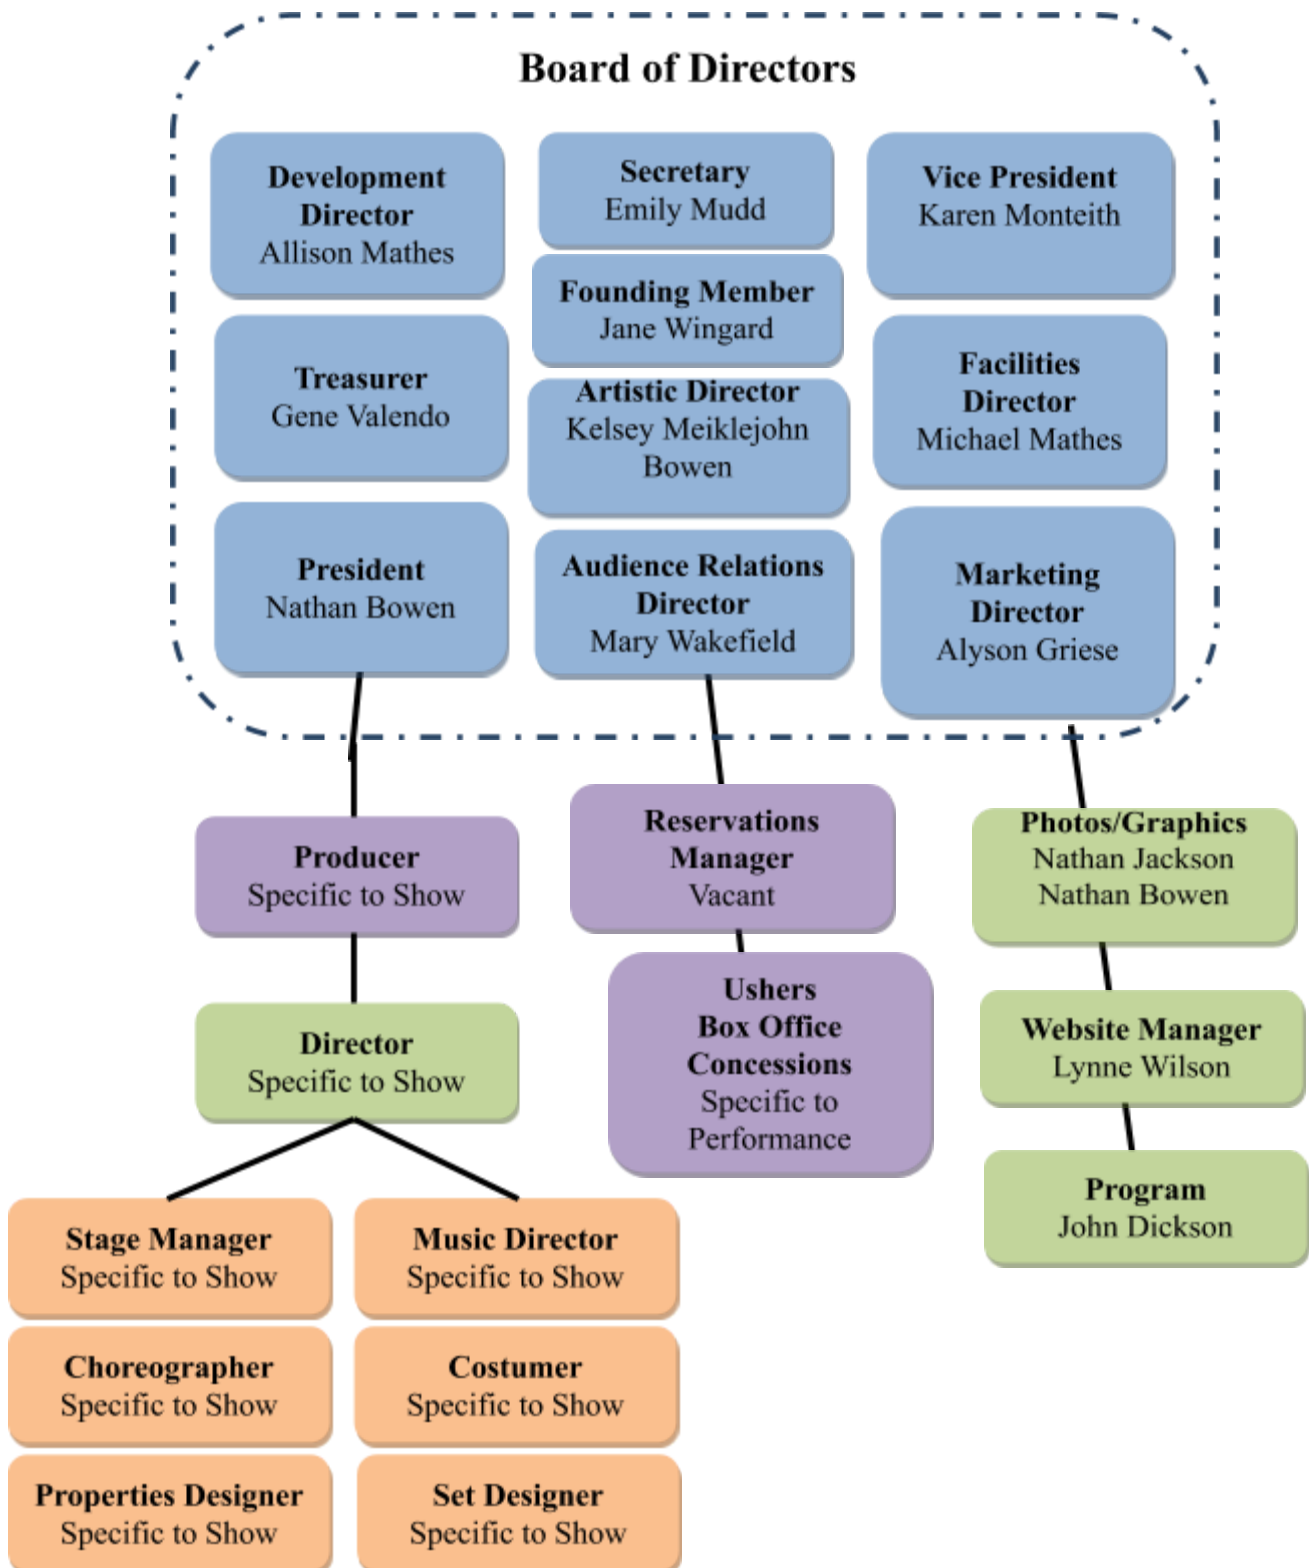 Board of Directors
Development
Director
Allison Mathes
Secretary
Emily Mudd
Vice President
Karen Monteith
Founding Member
Jane Wingard
Treasurer
Gene Valendo
Artistic Director
Kelsey Meiklejohn
Bowen
Facilities
Director
Michael Mathes
President
Nathan Bowen
Audience Relations
Director
Mary Wakefield
Marketing
Director
Alyson Griese
Producer
Specific to Show
Reservations
Manager
Vacant
Photos/Graphics
Nathan Jackson
Nathan Bowen
Director
Specific to Show
Ushers
Box Office
Concessions
Specific to
Performance
Website Manager
Lynne Wilson
Program
John Dickson
Stage Manager
Specific to Show
Music Director
Specific to Show
Choreographer
Specific to Show
Costumer
Specific to Show
Properties Designer
Specific to Show
Set Designer
Specific to Show